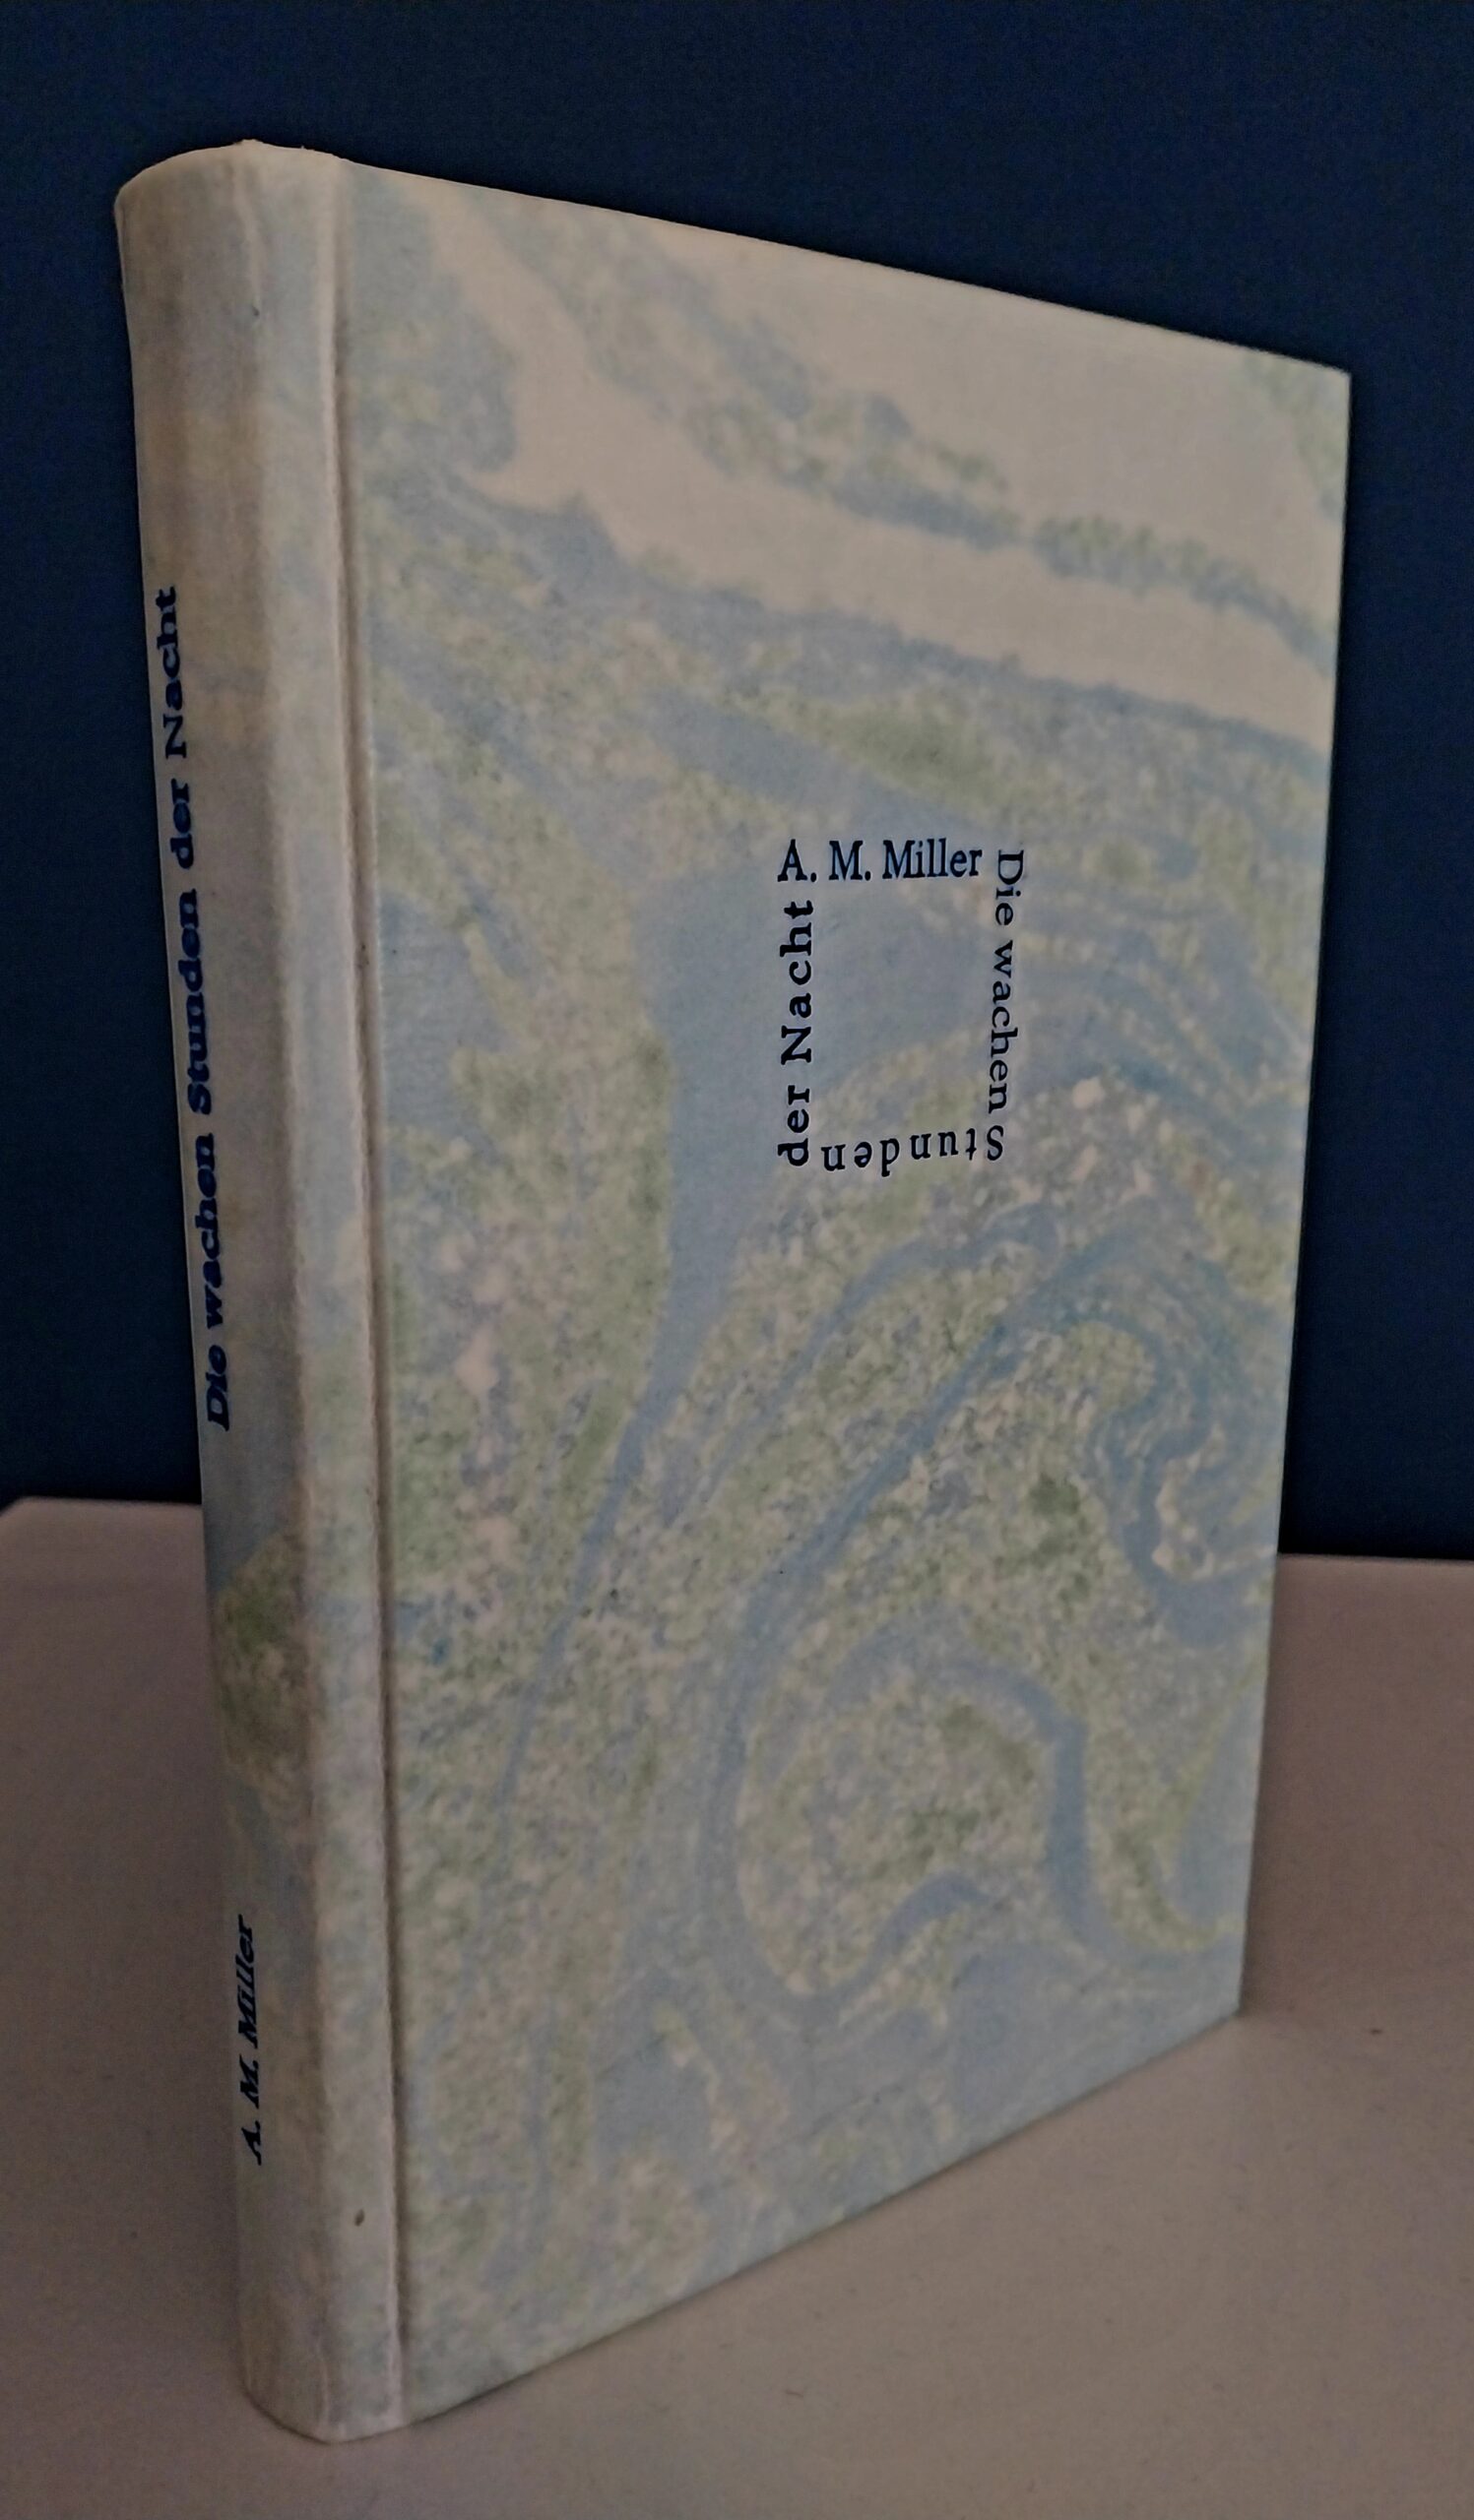 A. M. Miller
Die wachen
Stunden
der Nacht
Die wachen Stunden der Nacht
A. M. Miller